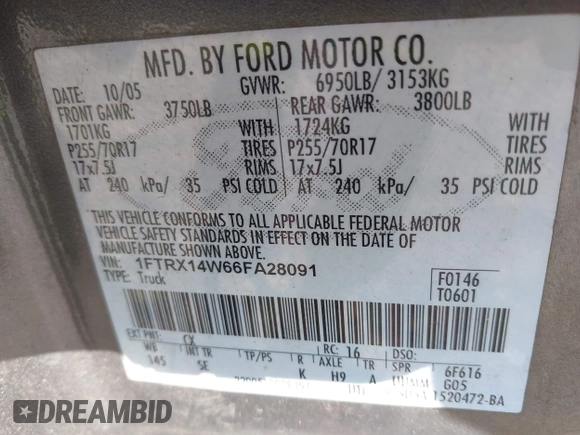 MFD. BY FORD MOTOR CO.
DATE: 10/05 GVWR: 6950LB/ 3153KG
FRONT GAWR: 3750LB REAR GAWR: 3800LB
1701KG WITH 1724KG WITH
P255/70R17 TIRES P255/70R17 TIRES
17x7.5J RIMS 17x7.5J RIMS
AT 240 kPa/ 35 PSI COLD AT 240 kPa/ 35 PSI COLD
THIS VEHICLE CONFORMS TO ALL APPLICABLE FEDERAL MOTOR
VEHICLE SAFETY STANDARDS IN EFFECT ON THE DATE OF
MANUFACTURE SHOWN ABOVE.
VIN: 1FTRX14W66FA28091
TYPE: Truck
F0146
T0601
EXT PNT: CX RC: 16 DSO:
WB INT TR TP/PS R AXLE TR SPR 6F616
145 5E K H9 A G05
1520472-BA
DREAMBID